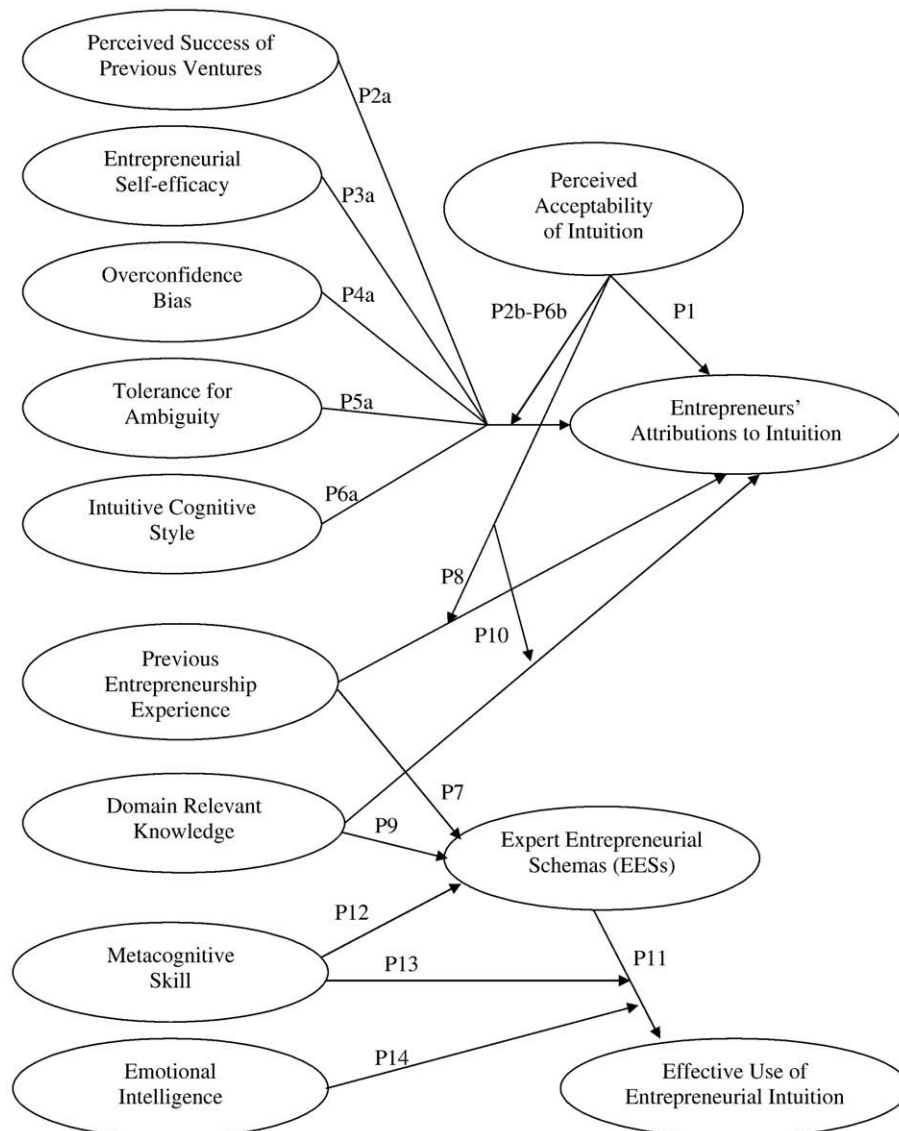 Perceived Success of
Previous Ventures
P2a
Entrepreneurial
Self-efficacy
P3a
Perceived
Acceptability
of Intuition
Overconfidence
Bias
P4a
P2b-P6b
P1
Tolerance for
Ambiguity
P5a
Entrepreneurs’
Attributions to Intuition
Intuitive Cognitive
Style
P6a
P8
P10
Previous
Entrepreneurship
Experience
P7
Domain Relevant
Knowledge
P9
Expert Entrepreneurial
Schemas (EESs)
P12
Metacognitive
Skill
P13
P11
P14
Emotional
Intelligence
Effective Use of
Entrepreneurial Intuition